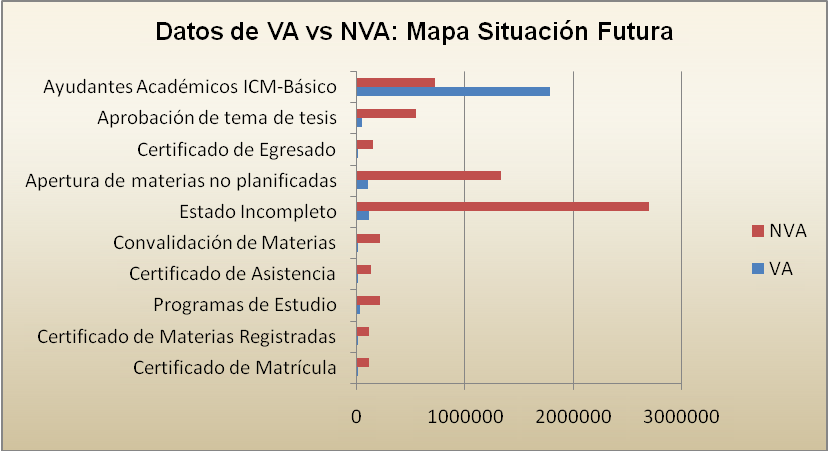 Datos de VA vs NVA: Mapa Situación Futura
Ayudantes Académicos ICM-Básico
Aprobación de tema de tesis
Certificado de Egresado
Apertura de materias no planificadas
Estado Incompleto
Convalidación de Materias
Certificado de Asistencia
Programas de Estudio
Certificado de Materias Registradas
Certificado de Matrícula
NVA
VA
0 1000000 2000000 3000000